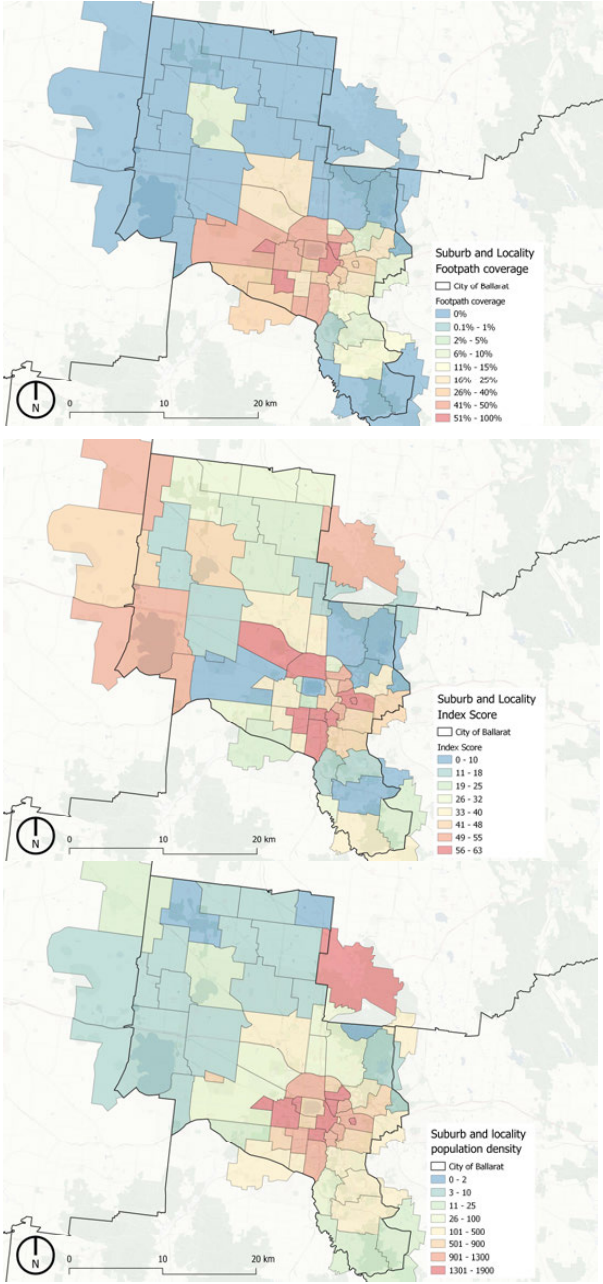 Suburb and Locality
Footpath coverage
City of Ballarat
Footpath coverage
0%
0.1% - 1%
2% - 5%
6% - 10%
11% - 15%
16% - 25%
26% - 40%
41% - 50%
51% - 100%
N
0 10 20 km
Suburb and Locality
Index Score
City of Ballarat
Index Score
0 - 10
11 - 18
19 - 25
26 - 32
33 - 40
41 - 48
49 - 55
56 - 63
N
0 10 20 km
Suburb and locality
population density
City of Ballarat
0 - 2
3 - 10
11 - 25
26 - 100
101 - 500
501 - 900
901 - 1300
1301 - 1900
N
0 10 20 km